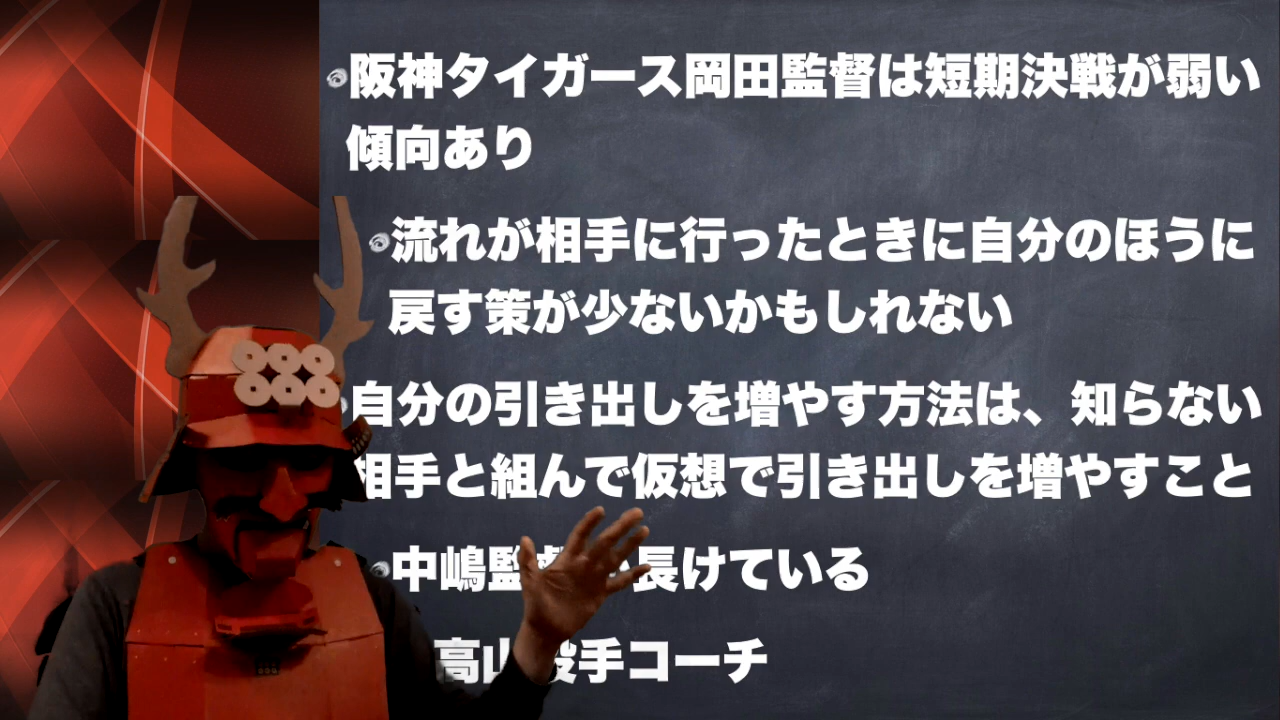 阪神タイガース岡田監督は短期決戦が弱い
傾向あり
流れが相手に行ったときに自分のほうに
戻す策が少ないかもしれない
自分の引き出しを増やす方法は、知らない
相手と組んで仮想で引き出しを増やすこと
中嶋監督が長けている
高山投手コーチ